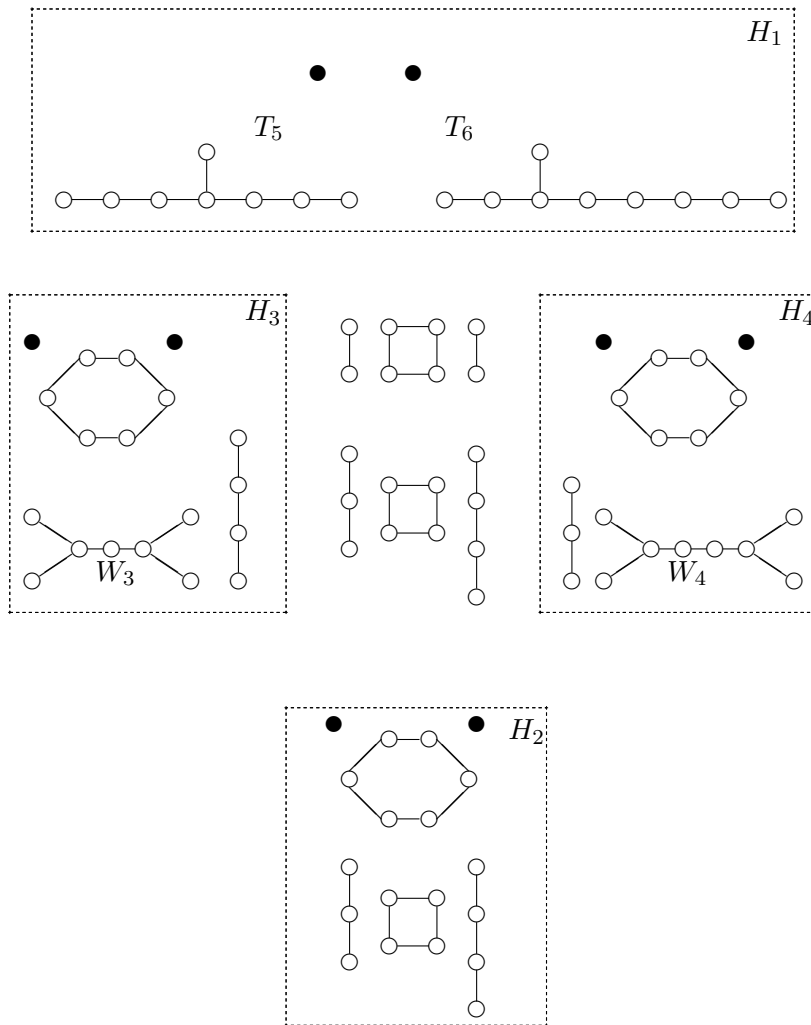 H₁
T₅ T₆
H₃ H₄
W₃ W₄
H₂